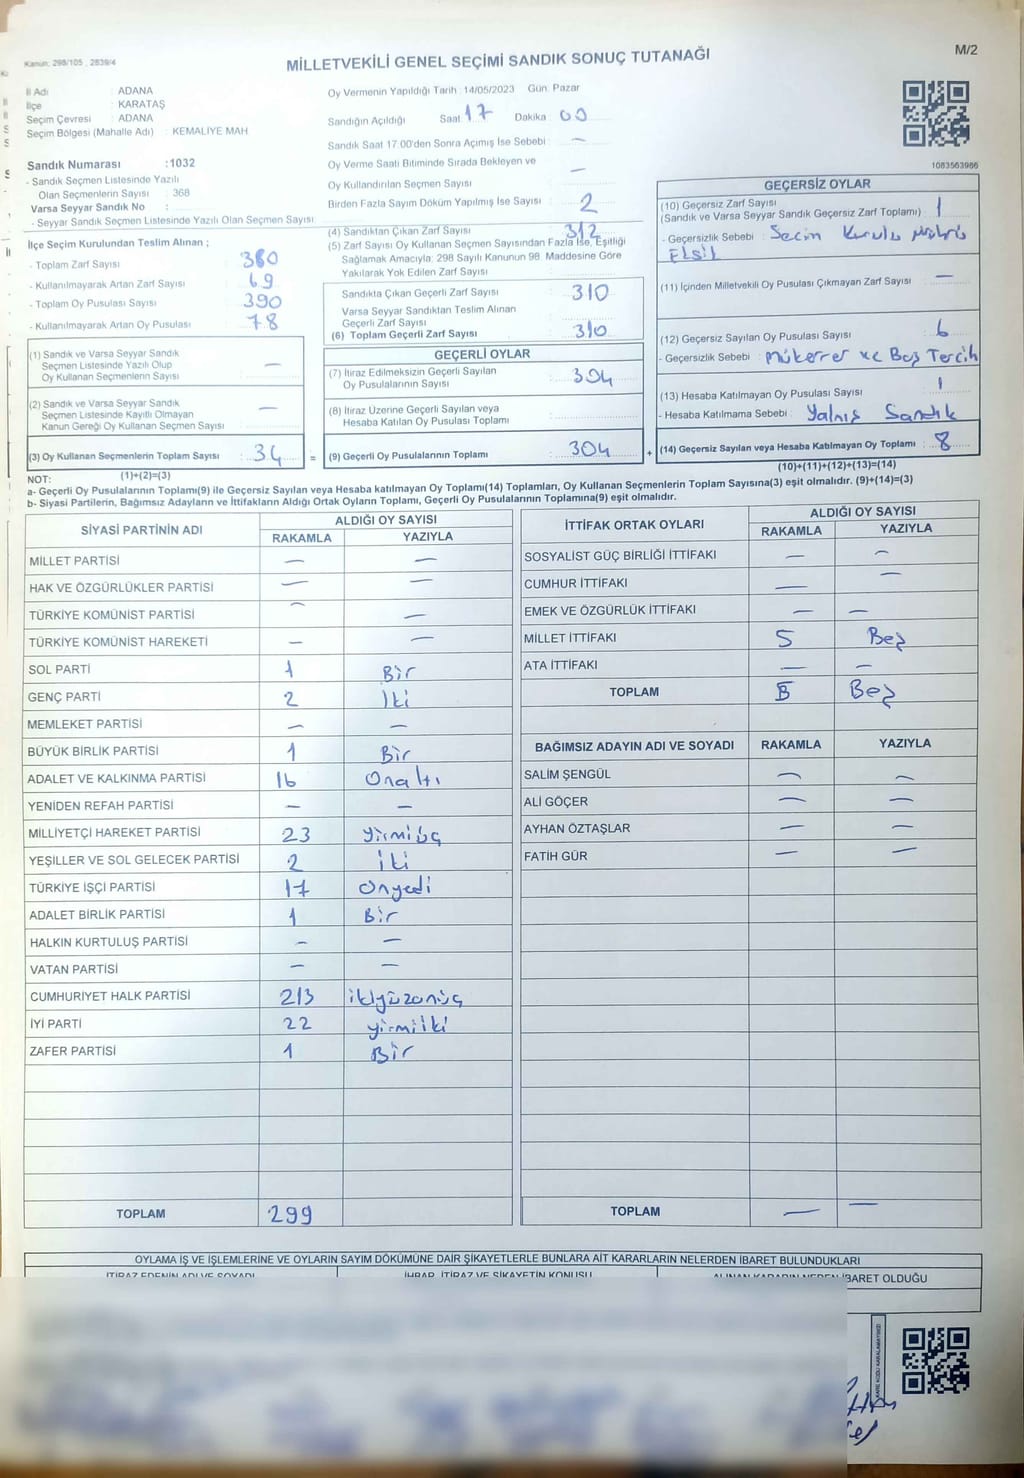 Kanun: 298/105 , 2839/4
MİLLETVEKİLİ GENEL SEÇİMİ SANDIK SONUÇ TUTANAĞI
M/2
İl Adı : ADANA
İlçe : KARATAŞ
Seçim Çevresi : ADANA
Seçim Bölgesi (Mahalle Adı) : KEMALİYE MAH
Sandık Numarası :1032
- Sandık Seçmen Listesinde Yazılı
Olan Seçmenlerin Sayısı : 368
Varsa Seyyar Sandık No :
- Seyyar Sandık Seçmen Listesinde Yazılı Olan Seçmen Sayısı:
Oy Vermenin Yapıldığı Tarih :14/05/2023 Gün: Pazar
Sandığın Açıldığı Saat 17 Dakika 00
Sandık Saat 17.00'den Sonra Açımış İse Sebebi : —
Oy Verme Saati Bitiminde Sırada Bekleyen ve
Oy Kullandırılan Seçmen Sayısı —
Birden Fazla Sayım Döküm Yapılmış İse Sayısı : 2
1083563986
İlçe Seçim Kurulundan Teslim Alınan ;
- Toplam Zarf Sayısı : 380
- Kullanılmayarak Artan Zarf Sayısı : 69
- Toplam Oy Pusulası Sayısı : 390
- Kullanılmayarak Artan Oy Pusulası : 78
(4) Sandıktan Çıkan Zarf Sayısı : 312
(5) Zarf Sayısı Oy Kullanan Seçmen Sayısından Fazla İse, Eşitliği
Sağlamak Amacıyla: 298 Sayılı Kanunun 98. Maddesine Göre
Yakılarak Yok Edilen Zarf Sayısı :
Sandıkta Çıkan Geçerli Zarf Sayısı : 310
Varsa Seyyar Sandıktan Teslim Alınan
Geçerli Zarf Sayısı :
(6) Toplam Geçerli Zarf Sayısı : 310
GEÇERSİZ OYLAR
(10) Geçersiz Zarf Sayısı
(Sandık ve Varsa Seyyar Sandık Geçersiz Zarf Toplamı) : 1
- Geçersizlik Sebebi : Seçim Kurulu Mührü
(11) İçinden Milletvekili Oy Pusulası Çıkmayan Zarf Sayısı : —
(12) Geçersiz Sayılan Oy Pusulası Sayısı : 6
- Geçersizlik Sebebi : Mükerrer ve Boş Tercih
(13) Hesaba Katılmayan Oy Pusulası Sayısı : 1
- Hesaba Katılmama Sebebi : Yalnış Sandık
(14) Geçersiz Sayılan veya Hesaba Katılmayan Oy Toplamı : 8
(10)+(11)+(12)+(13)=(14)
(1) Sandık ve Varsa Seyyar Sandık
Seçmen Listesinde Yazılı Olup
Oy Kullanan Seçmenlerin Sayısı : —
(2) Sandık ve Varsa Seyyar Sandık
Seçmen Listesinde Kayıtlı Olmayan
Kanun Gereği Oy Kullanan Seçmen Sayısı : —
(3) Oy Kullanan Seçmenlerin Toplam Sayısı : 34 =
(1)+(2)=(3)
GEÇERLİ OYLAR
(7) İtiraz Edilmeksizin Geçerli Sayılan
Oy Pusulalarının Sayısı : 304
(8) İtiraz Üzerine Geçerli Sayılan veya
Hesaba Katılan Oy Pusulası Toplamı :
(9) Geçerli Oy Pusulalarının Toplamı : 304 +
NOT:
a- Geçerli Oy Pusulalarının Toplamı(9) ile Geçersiz Sayılan veya Hesaba katılmayan Oy Toplamı(14) Toplamları, Oy Kullanan Seçmenlerin Toplam Sayısına(3) eşit olmalıdır. (9)+(14)=(3)
b- Siyasi Partilerin, Bağımsız Adayların ve İttifakların Aldığı Ortak Oyların Toplamı, Geçerli Oy Pusulalarının Toplamına(9) eşit olmalıdır.
SİYASİ PARTİNİN ADI ALDIĞI OY SAYISI
RAKAMLA YAZIYLA
MİLLET PARTİSİ — —
HAK VE ÖZGÜRLÜKLER PARTİSİ — —
TÜRKİYE KOMÜNİST PARTİSİ — —
TÜRKİYE KOMÜNİST HAREKETİ — —
SOL PARTİ 1 Bir
GENÇ PARTİ 2 İki
MEMLEKET PARTİSİ — —
BÜYÜK BİRLİK PARTİSİ 1 Bir
ADALET VE KALKINMA PARTİSİ 16 Onaltı
YENİDEN REFAH PARTİSİ — —
MİLLİYETÇİ HAREKET PARTİSİ 23 yirmiüç
YEŞİLLER VE SOL GELECEK PARTİSİ 2 iki
TÜRKİYE İŞÇİ PARTİSİ 17 Onyedi
ADALET BİRLİK PARTİSİ 1 Bir
HALKIN KURTULUŞ PARTİSİ — —
VATAN PARTİSİ — —
CUMHURİYET HALK PARTİSİ 213 ikiyüzonüç
İYİ PARTİ 22 yirmiiki
ZAFER PARTİSİ 1 Bir
TOPLAM 299
İTTİFAK ORTAK OYLARI ALDIĞI OY SAYISI
RAKAMLA YAZIYLA
SOSYALİST GÜÇ BİRLİĞİ İTTİFAKI — —
CUMHUR İTTİFAKI — —
EMEK VE ÖZGÜRLÜK İTTİFAKI — —
MİLLET İTTİFAKI 5 Beş
ATA İTTİFAKI — —
TOPLAM 5 Beş
BAĞIMSIZ ADAYIN ADI VE SOYADI RAKAMLA YAZIYLA
SALİM ŞENGÜL — —
ALİ GÖÇER — —
AYHAN ÖZTAŞLAR — —
FATİH GÜR — —
TOPLAM — —
OYLAMA İŞ VE İŞLEMLERİNE VE OYLARIN SAYIM DÖKÜMÜNE DAİR ŞİKAYETLERLE BUNLARA AİT KARARLARIN NELERDEN İBARET BULUNDUKLARI
İTİRAZ EDENİN ADI VE SOYADI İHBAR, İTİRAZ VE ŞİKAYETİN KONUSU ALINAN KARARIN NEDEN İBARET OLDUĞU
KARE KODU KARALAMAYINIZ!